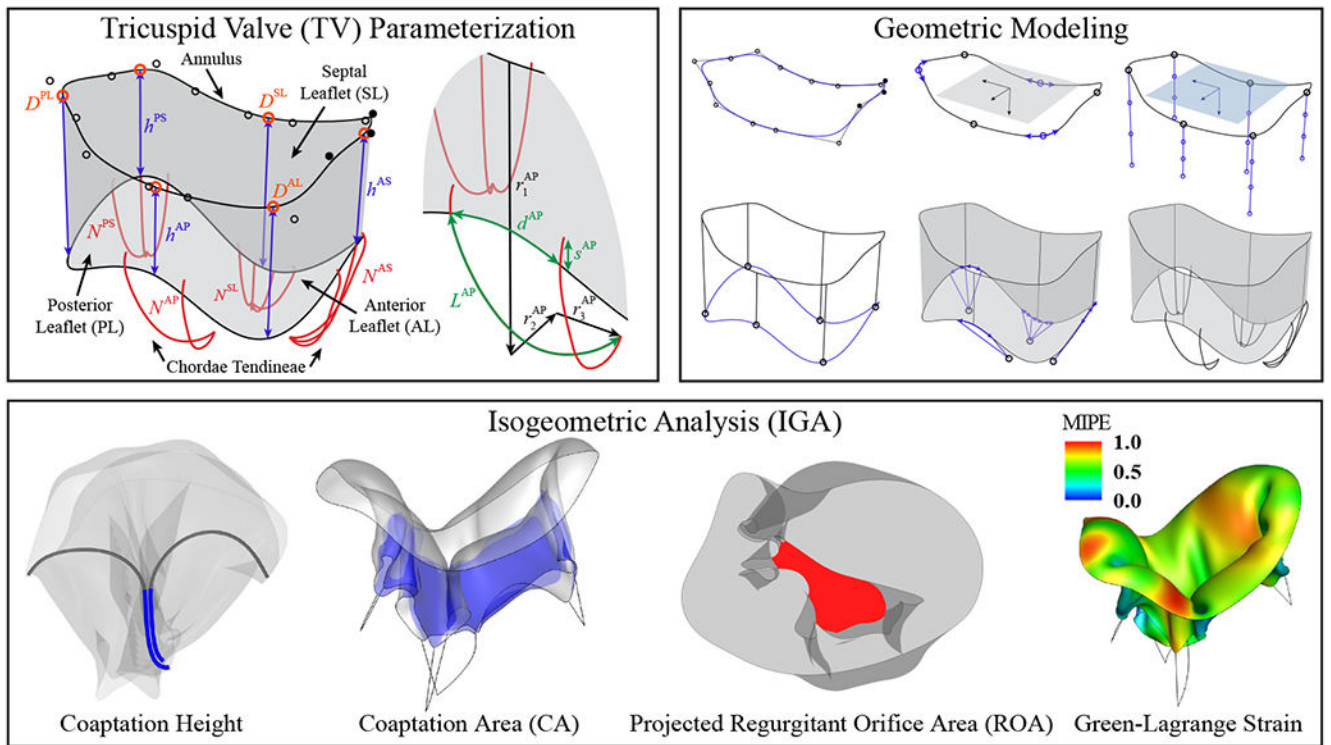 Tricuspid Valve (TV) Parameterization
Annulus
Septal
Leaflet (SL)
D^PL
h^PS
D^SL
D^AL
h^AS
N^PS
h^AP
N^AS
N^SL
N^AP
Posterior
Leaflet (PL)
Anterior
Leaflet (AL)
Chordae Tendineae
r_1^AP
d^AP
s^AP
L^AP
r_2^AP
r_3^AP
Geometric Modeling
Isogeometric Analysis (IGA)
MIPE
1.0
0.5
0.0
Coaptation Height
Coaptation Area (CA)
Projected Regurgitant Orifice Area (ROA)
Green-Lagrange Strain